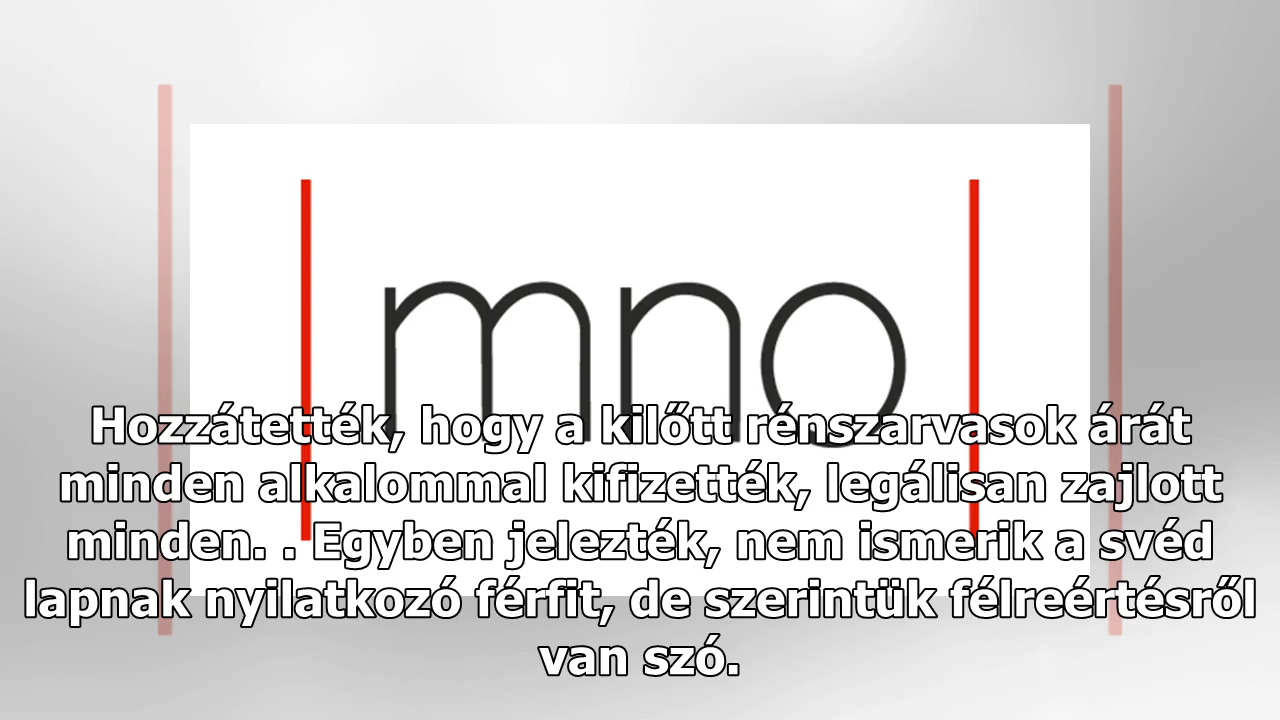 mno
Hozzátették, hogy a kilőtt rénszarvasok árát
minden alkalommal kifizették, legálisan zajlott
minden. . Egyben jelezték, nem ismerik a svéd
lapnak nyilatkozó férfit, de szerintük félreértésről
van szó.